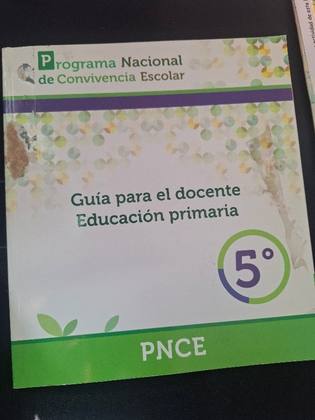 Programa Nacional
de Convivencia Escolar
Guía para el docente
Educación primaria
5°
PNCE